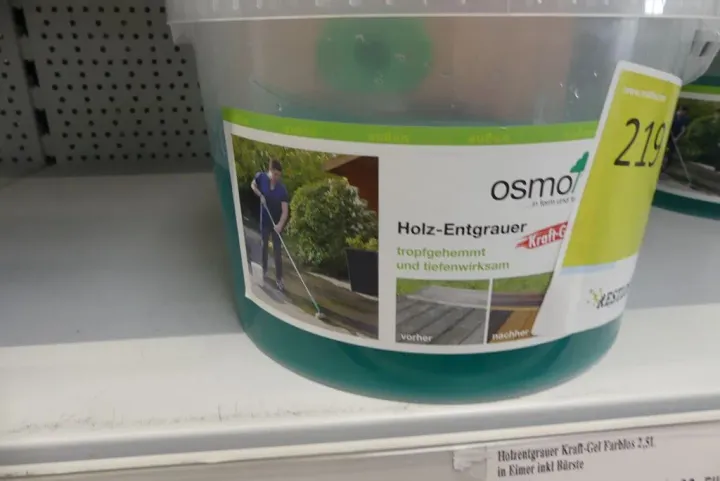 219
osmo
Holz-Entgrauer
Kraft-G
tropfgehemmt
und tiefenwirksam
vorher
nachher
Holzentgrauer Kraft-Gel Farblos 2,5L
in Eimer inkl Bürste